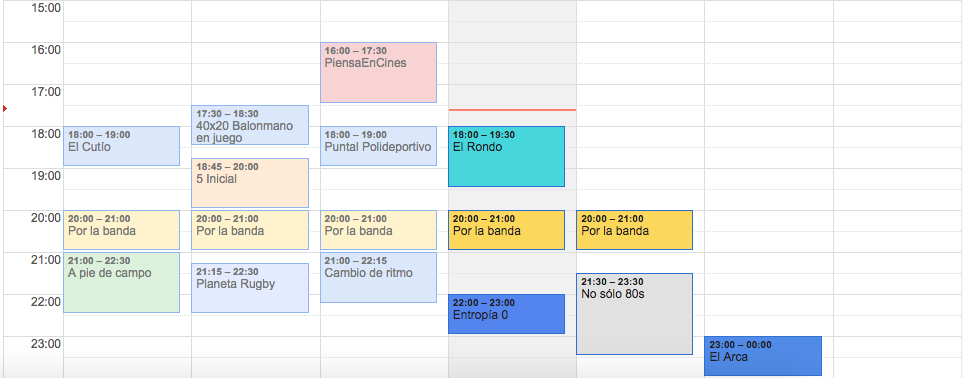 15:00
16:00
17:00
18:00
19:00
20:00
21:00
22:00
23:00
18:00 – 19:00
El Cutío
20:00 – 21:00
Por la banda
21:00 – 22:30
A pie de campo
17:30 – 18:30
40x20 Balonmano
en juego
18:45 – 20:00
5 Inicial
20:00 – 21:00
Por la banda
21:15 – 22:30
Planeta Rugby
16:00 – 17:30
PiensaEnCines
18:00 – 19:00
Puntal Polideportivo
20:00 – 21:00
Por la banda
21:00 – 22:15
Cambio de ritmo
18:00 – 19:30
El Rondo
20:00 – 21:00
Por la banda
22:00 – 23:00
Entropía 0
20:00 – 21:00
Por la banda
21:30 – 23:30
No sólo 80s
23:00 – 00:00
El Arca